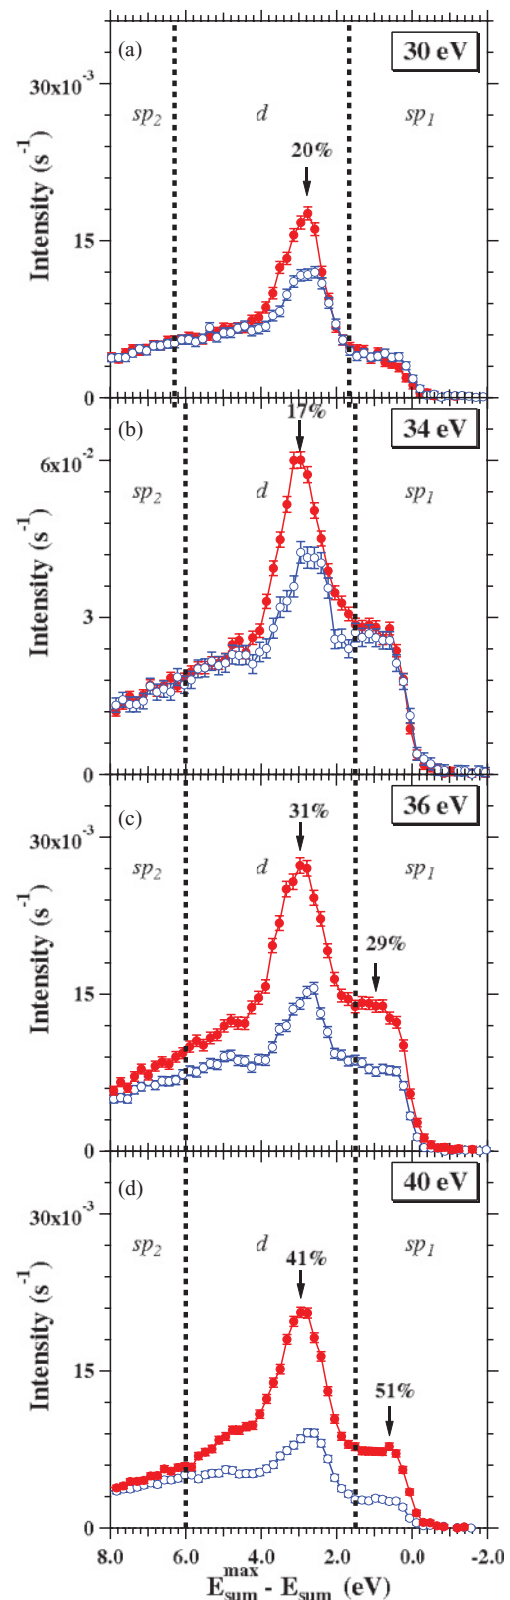 (a)
30 eV
30x10⁻³
sp₂
d
sp₁
20%
15
0
Intensity (s⁻¹)
(b)
17%
34 eV
6x10⁻²
sp₂
d
sp₁
3
0
Intensity (s⁻¹)
(c)
36 eV
30x10⁻³
31%
sp₂
d
sp₁
29%
15
0
Intensity (s⁻¹)
(d)
40 eV
30x10⁻³
sp₂
d
sp₁
41%
51%
15
0
Intensity (s⁻¹)
8.0 6.0 4.0 2.0 0.0 -2.0
E_sum^max - E_sum (eV)